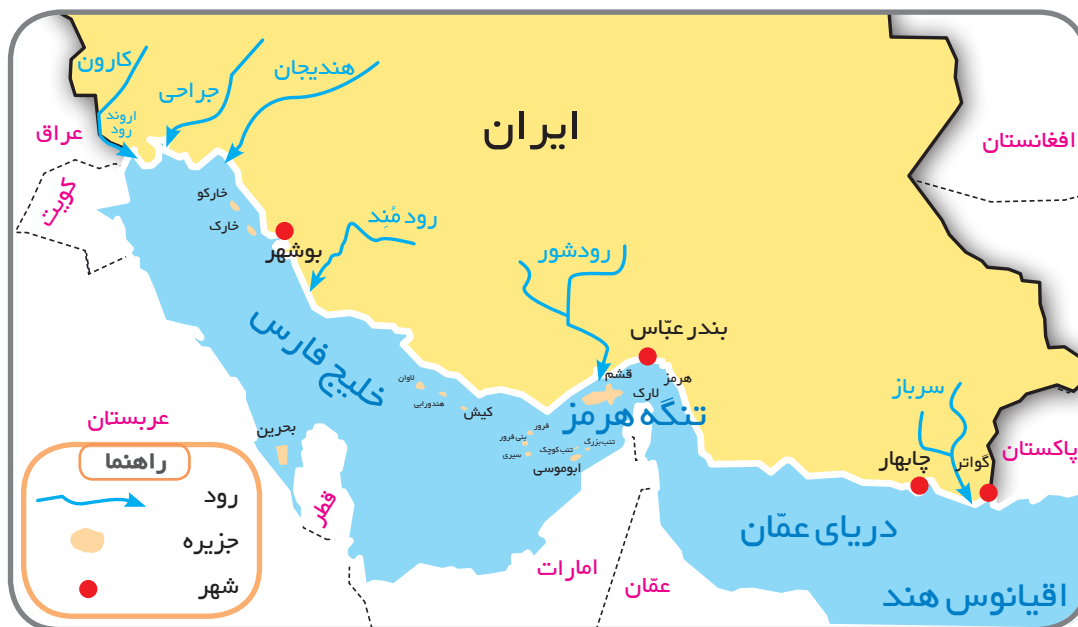 کارون
جراحی
هندیجان
اروند
رود
ایران
افغانستان
عراق
کویت
خارکو
خارک
بوشهر
رود مُند
رودشور
بندر عبّاس
خلیج فارس
لاوان
هندورابی
کیش
قشم
هرمز
لارک
تنگه هرمز
فرور
بنی فرور
سیری
تنب بزرگ
تنب کوچک
ابوموسی
سرباز
گواتر
چابهار
پاکستان
عربستان
بحرین
قطر
امارات
عمّان
دریای عمّان
اقیانوس هند
راهنما
رود
جزیره
شهر